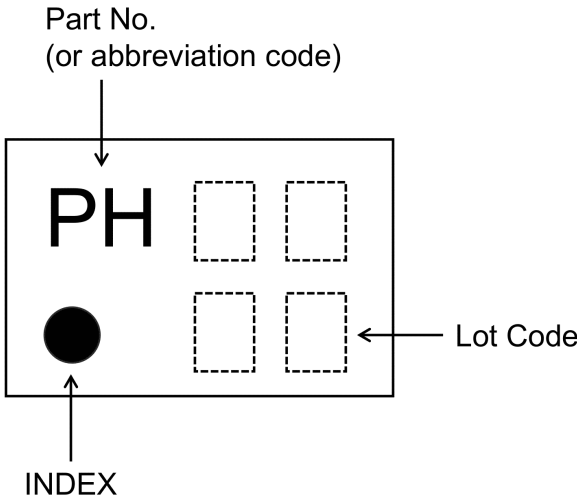 Part No.
(or abbreviation code)
PH
Lot Code
INDEX